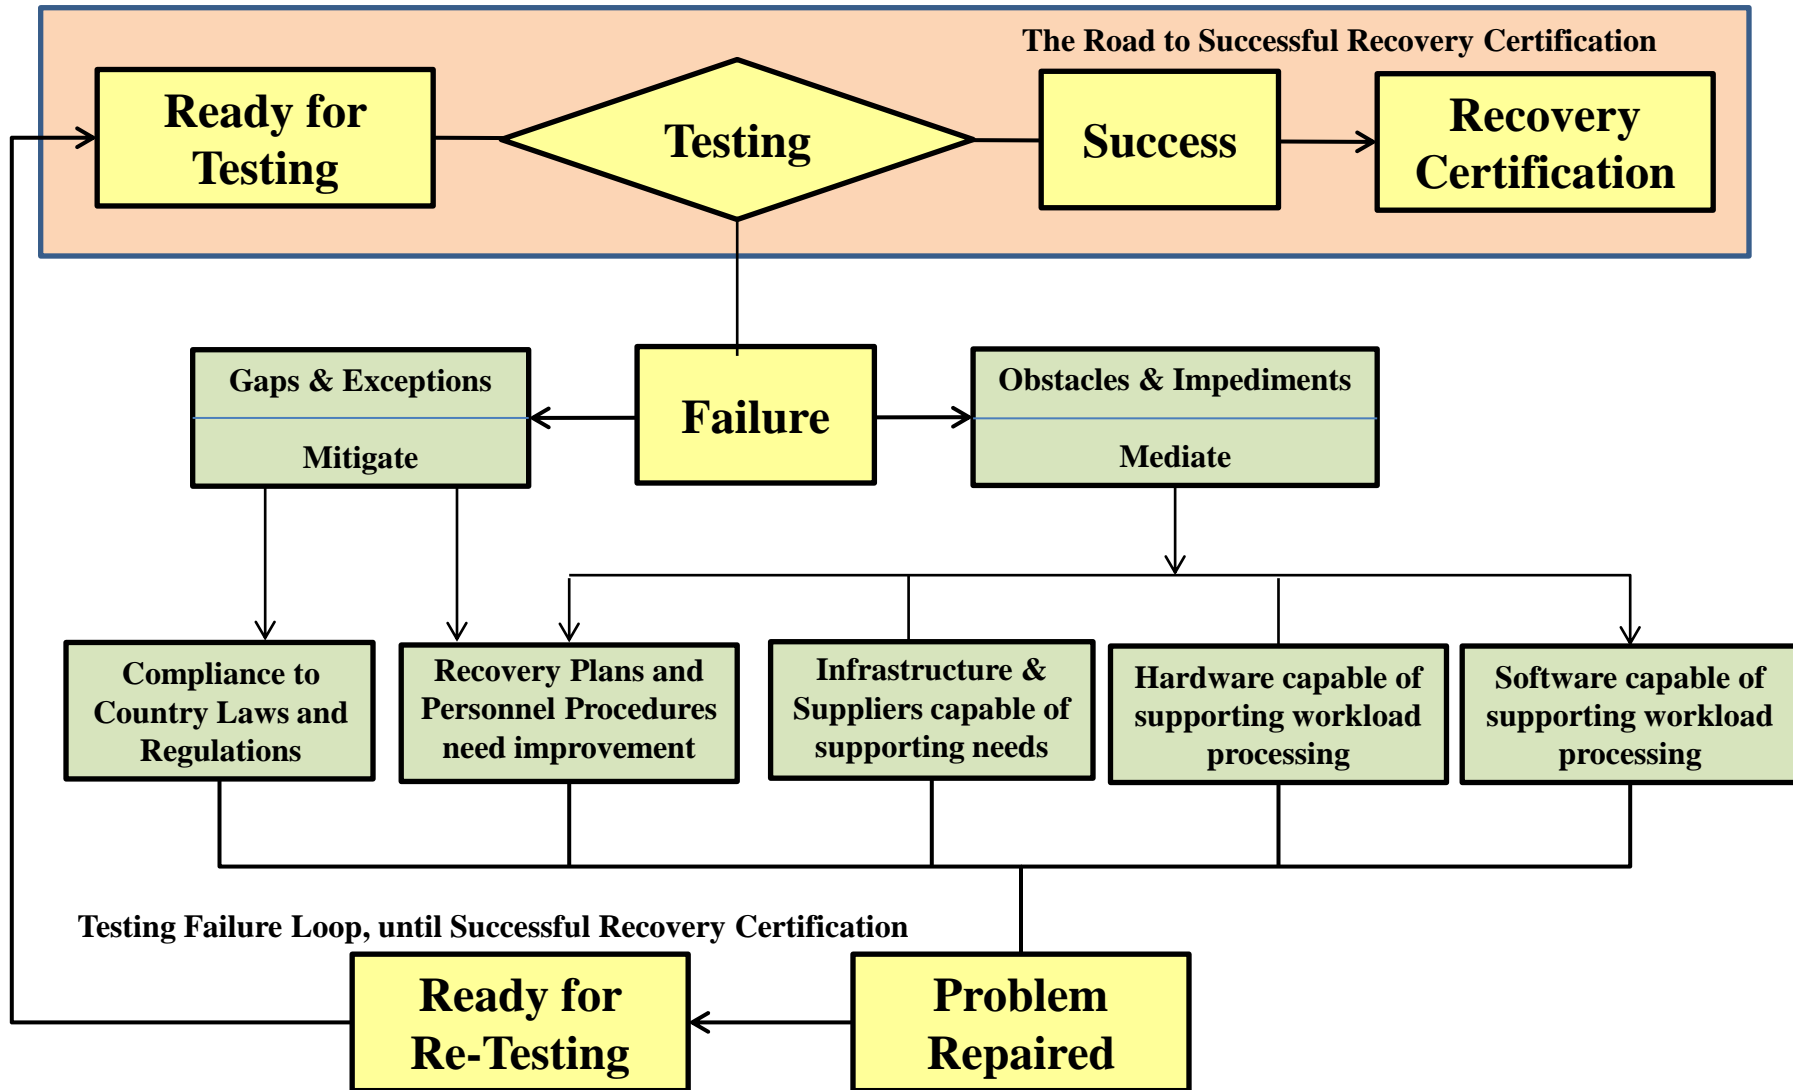 The Road to Successful Recovery Certification
Ready for
Testing
Testing
Success
Recovery
Certification
Gaps & Exceptions
Mitigate
Failure
Obstacles & Impediments
Mediate
Compliance to
Country Laws and
Regulations
Recovery Plans and
Personnel Procedures
need improvement
Infrastructure &
Suppliers capable of
supporting needs
Hardware capable of
supporting workload
processing
Software capable of
supporting workload
processing
Testing Failure Loop, until Successful Recovery Certification
Ready for
Re-Testing
Problem
Repaired